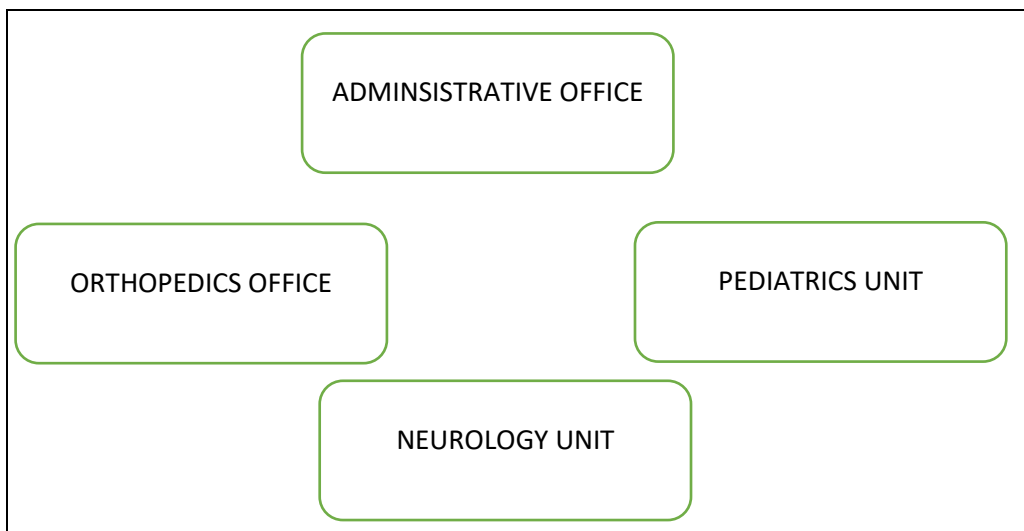 ADMINSISTRATIVE OFFICE
ORTHOPEDICS OFFICE
PEDIATRICS UNIT
NEUROLOGY UNIT